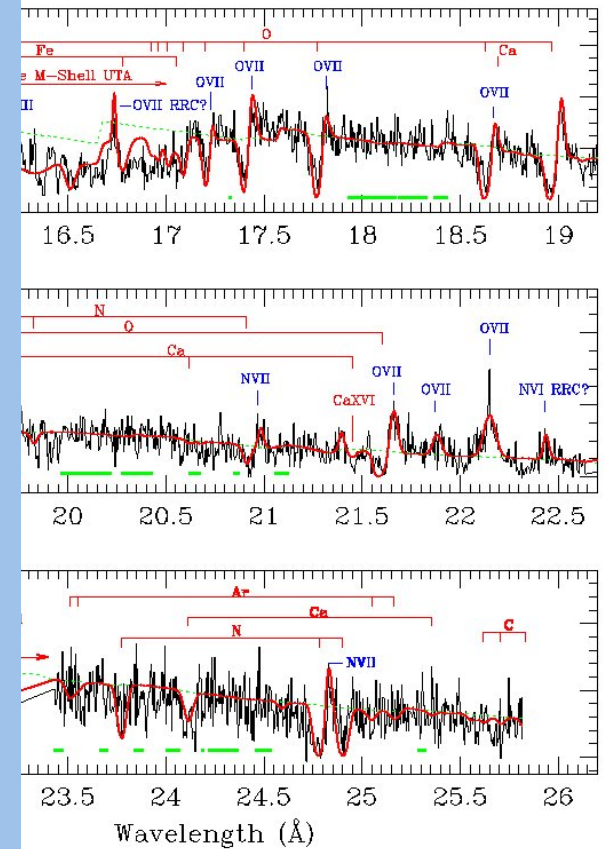 O
Fe
Ca
M-Shell UTA
OVII RRC?
OVII
OVII
OVII
OVII
16.5 17 17.5 18 18.5 19
N
O
Ca
NVII
CaXVI
OVII
OVII
OVII
NVI RRC?
20 20.5 21 21.5 22 22.5
Ar
Ca
N
C
NVII
23.5 24 24.5 25 25.5 26
Wavelength (Å)